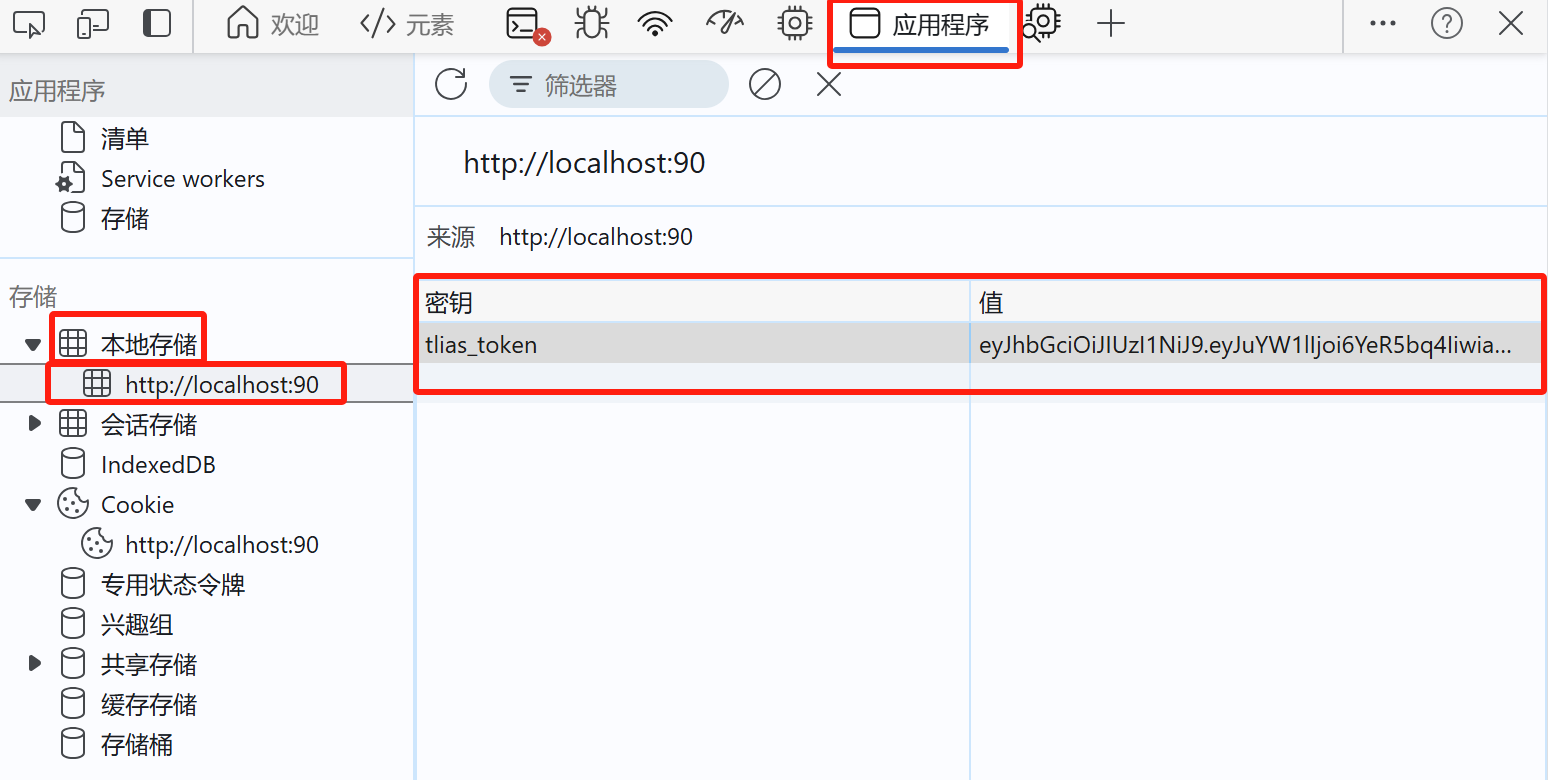 欢迎
元素
应用程序
应用程序
筛选器
清单
Service workers
存储
http://localhost:90
来源 http://localhost:90
存储
密钥 值
本地存储
tlias_token eyJhbGciOiJIUzI1NiJ9.eyJuYW1lIjoi6YeR5bq4Iiwia...
http://localhost:90
会话存储
IndexedDB
Cookie
http://localhost:90
专用状态令牌
兴趣组
共享存储
缓存存储
存储桶